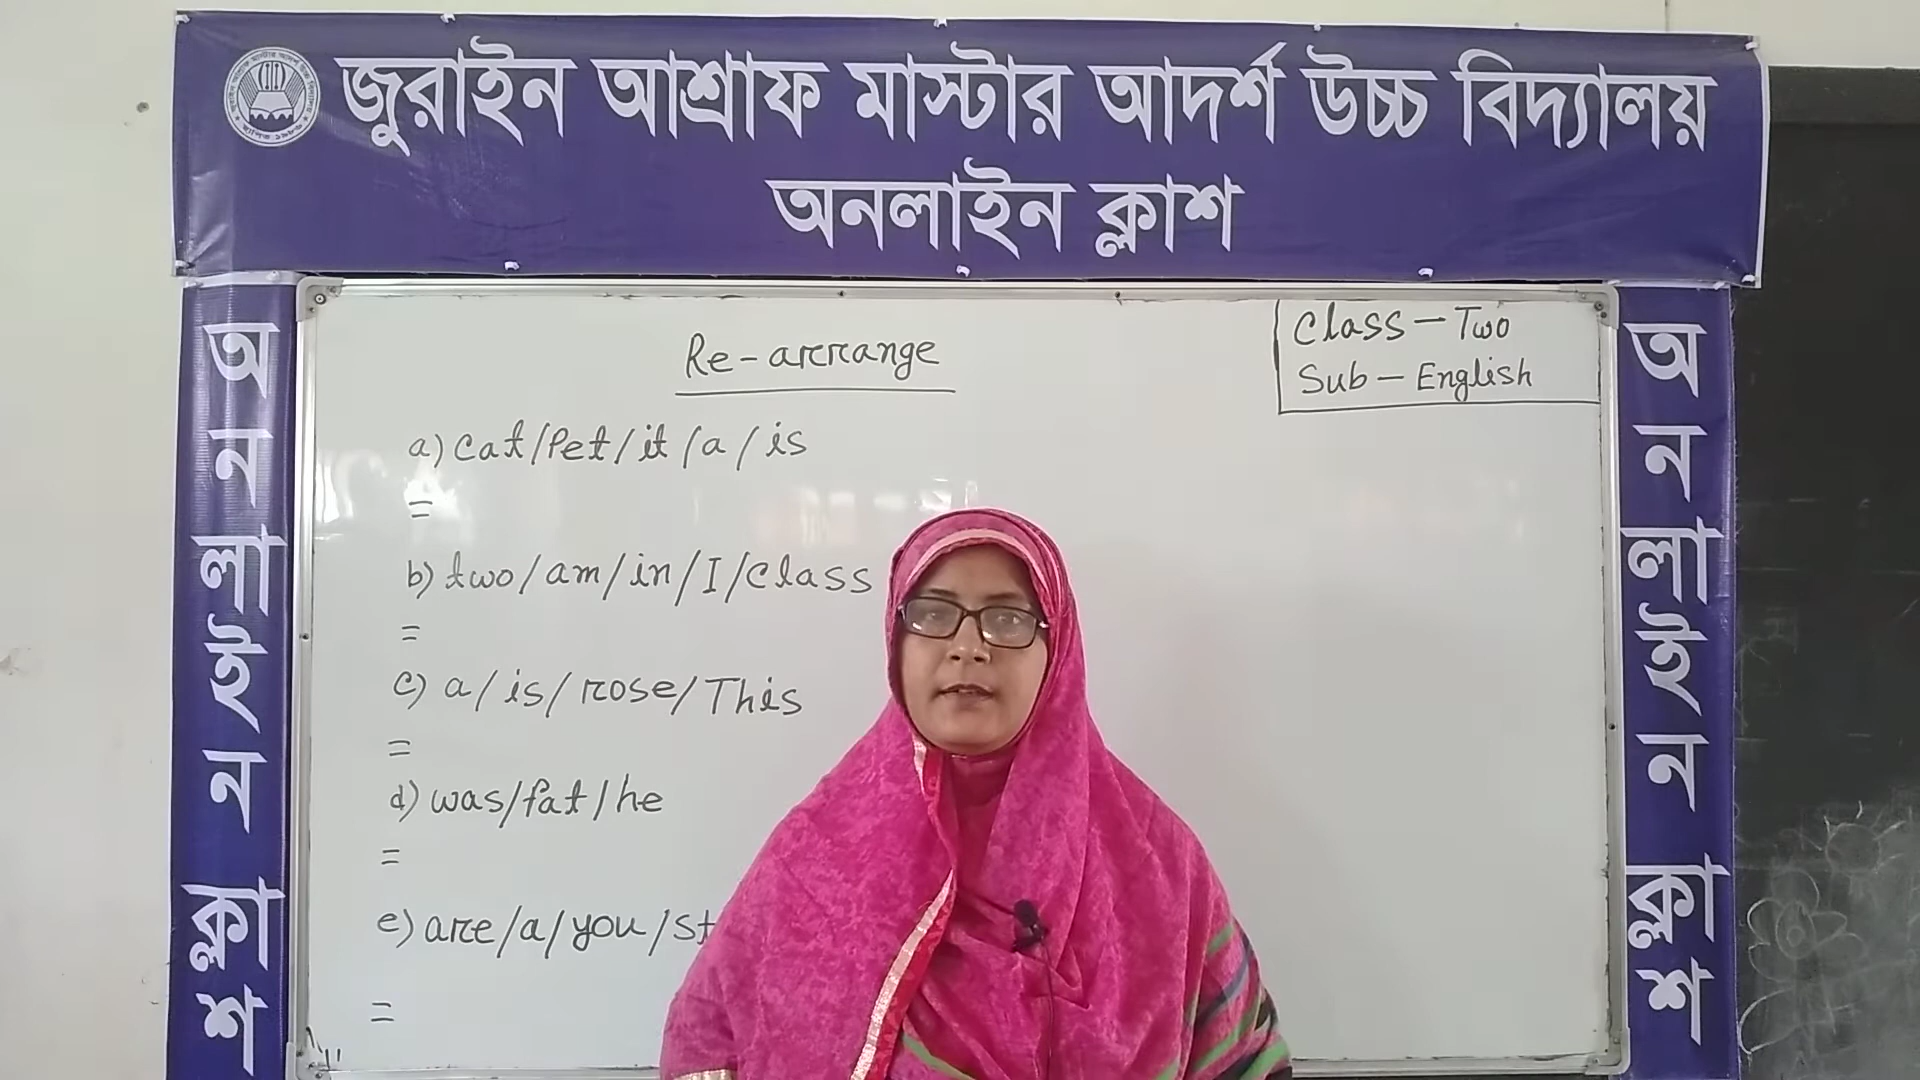 জুরাইন আশ্রাফ মাস্টার আদর্শ উচ্চ বিদ্যালয়
অনলাইন ক্লাশ
অনলাইন ক্লাশ
Re-arrange
Class - Two
Sub - English
a) Cat/Pet/it/a/is
=
b) two/am/in/I/Class
=
c) a/is/rose/This
=
d) was/fat/he
=
e) are/a/you/st
=
অনলাইন ক্লাশ